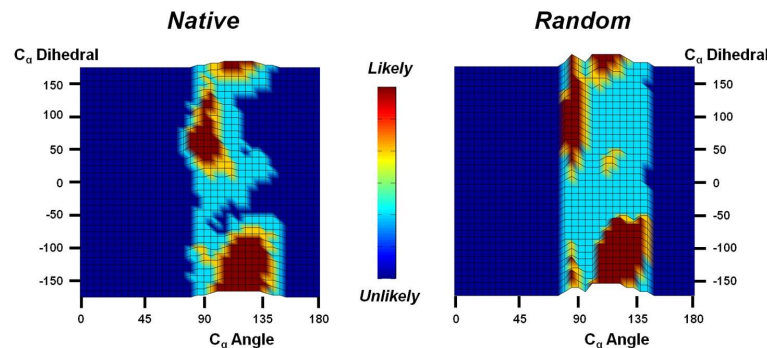 Native
Random
Cα Dihedral
Cα Dihedral
Likely
150
100
50
0
-50
-100
-150
150
100
50
0
-50
-100
-150
Unlikely
0 45 90 135 180
0 45 90 135 180
Cα Angle
Cα Angle